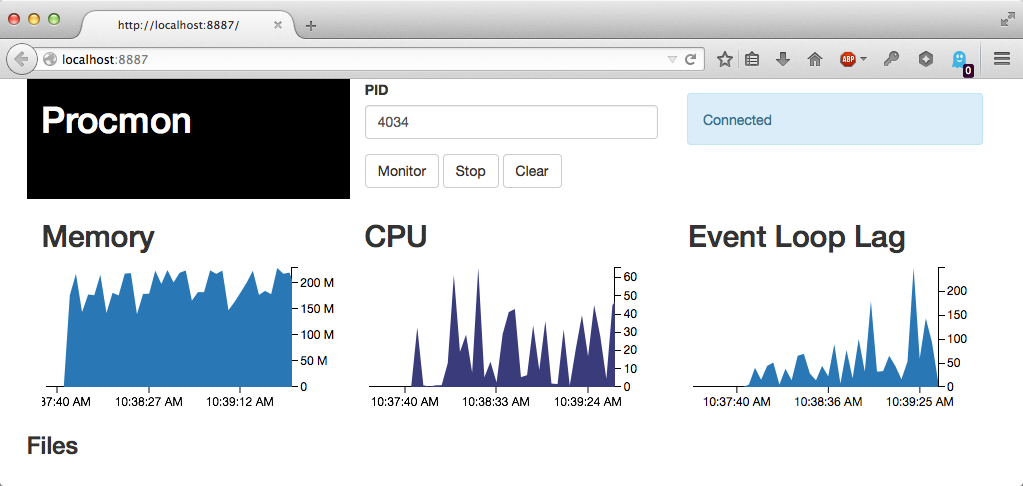 http://localhost:8887/
localhost:8887
ABP
0
Procmon
PID
4034
Monitor Stop Clear
Connected
Memory
200 M
150 M
100 M
50 M
0
37:40 AM 10:38:27 AM 10:39:12 AM
CPU
60
50
40
30
20
10
0
10:37:40 AM 10:38:33 AM 10:39:24 AM
Event Loop Lag
200
150
100
50
0
10:37:40 AM 10:38:36 AM 10:39:25 AM
Files